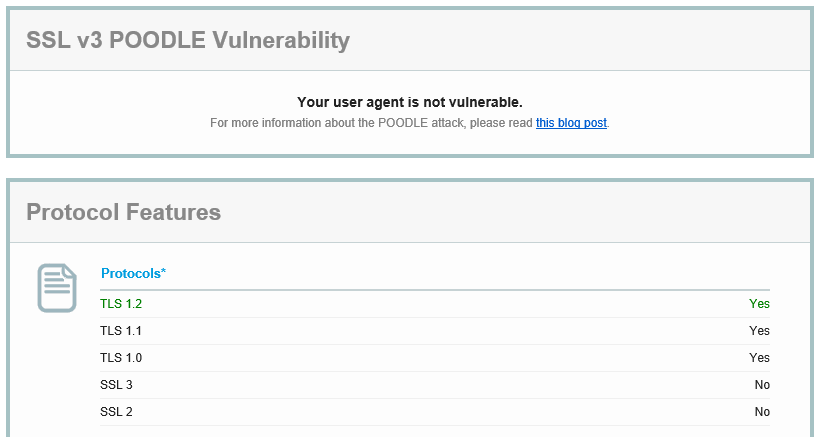 SSL v3 POODLE Vulnerability
Your user agent is not vulnerable.
For more information about the POODLE attack, please read this blog post.
Protocol Features
Protocols*
TLS 1.2 Yes
TLS 1.1 Yes
TLS 1.0 Yes
SSL 3 No
SSL 2 No